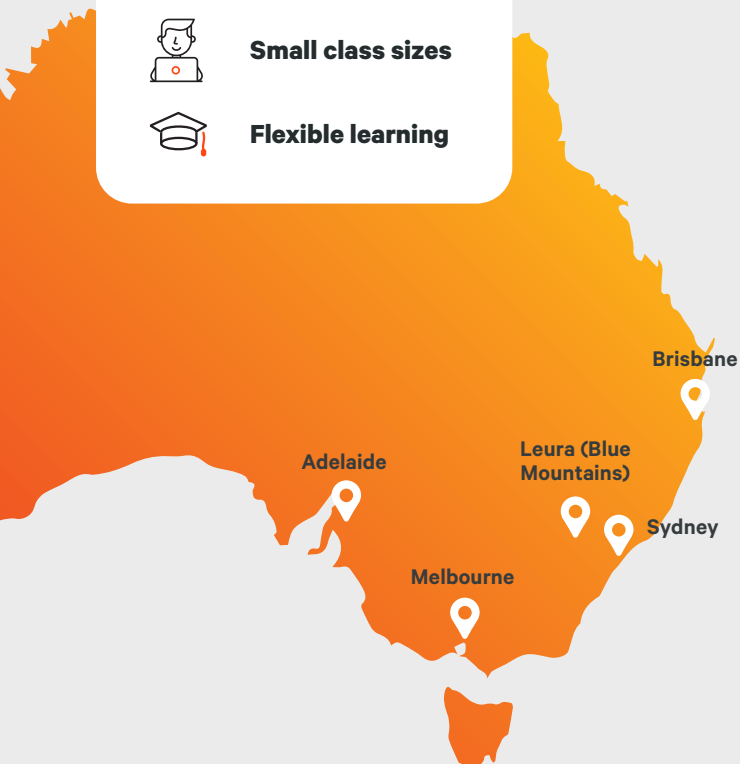 Small class sizes
Flexible learning
Brisbane
Leura (Blue
Mountains)
Adelaide
Sydney
Melbourne